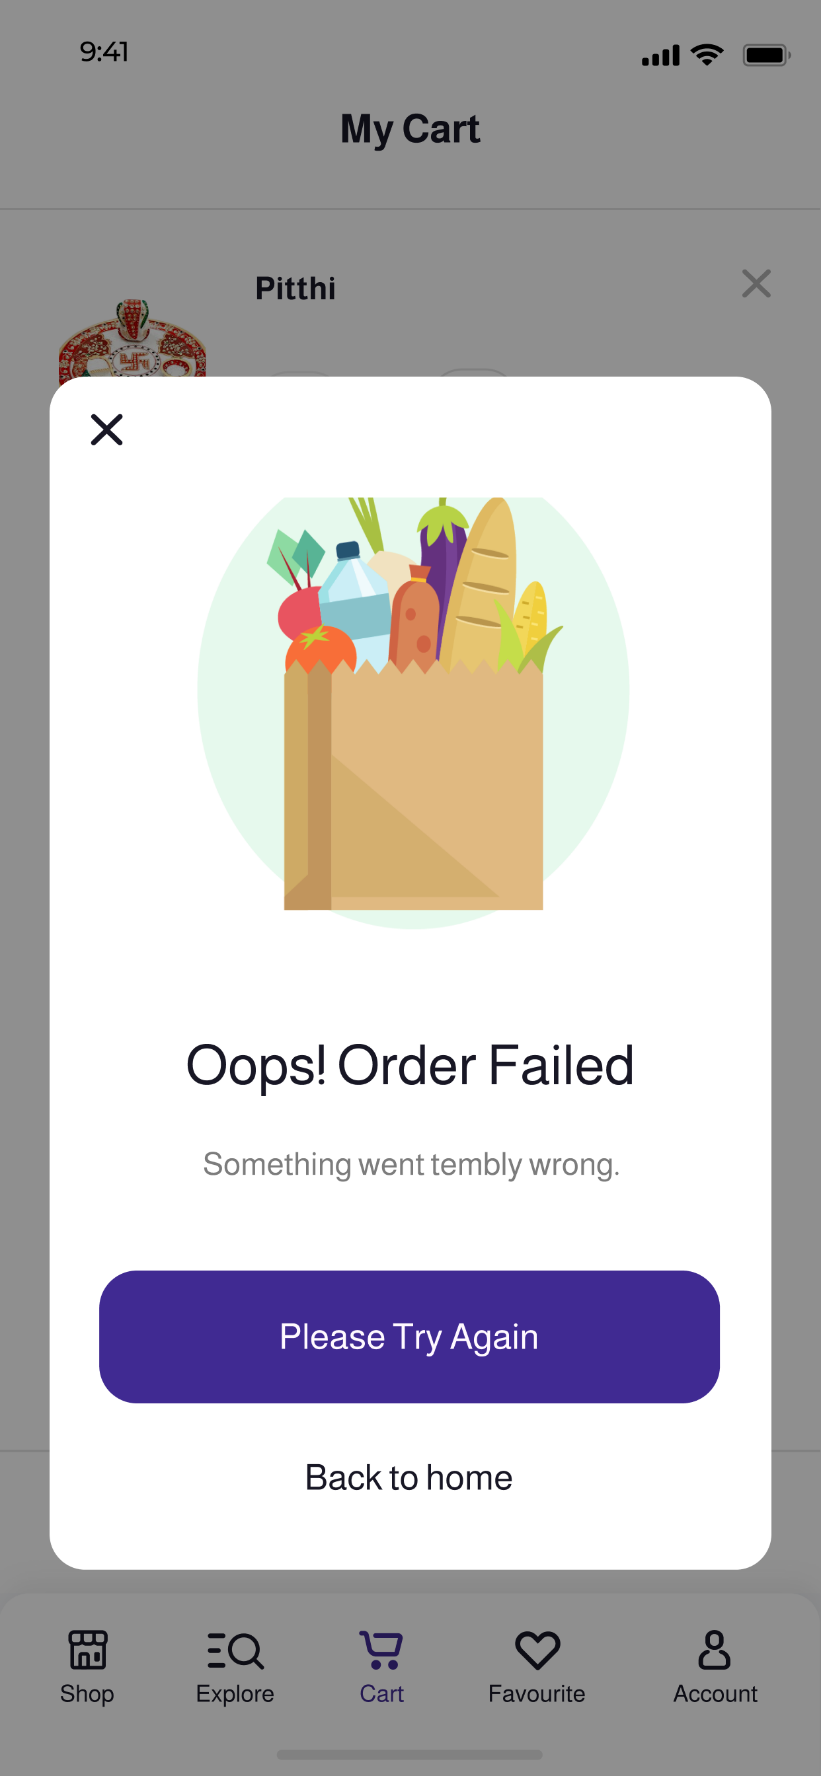 9:41
My Cart
Pitthi
Oops! Order Failed
Something went tembly wrong.
Please Try Again
Back to home
Shop
Explore
Cart
Favourite
Account